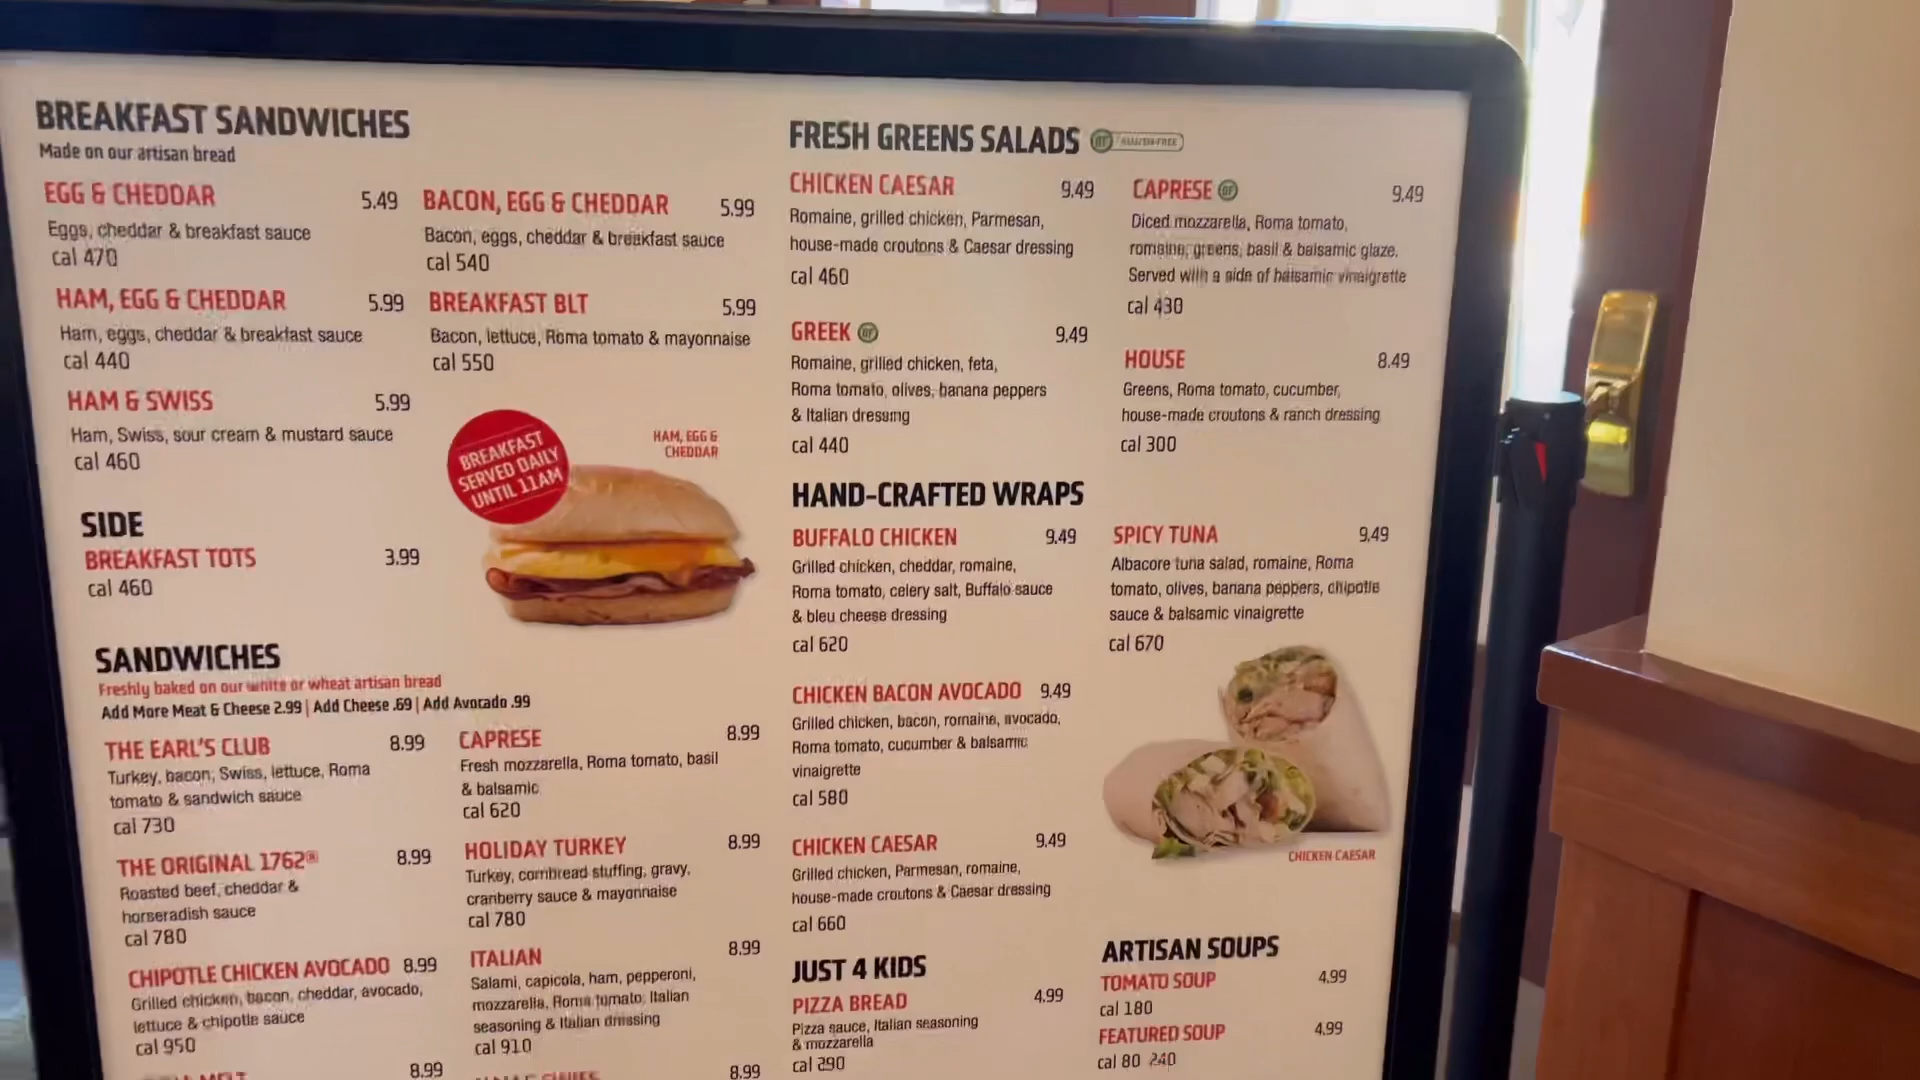 BREAKFAST SANDWICHES
Made on our artisan bread
EGG & CHEDDAR 5.49
Eggs, cheddar & breakfast sauce
cal 470
HAM, EGG & CHEDDAR 5.99
Ham, eggs, cheddar & breakfast sauce
cal 440
HAM & SWISS 5.99
Ham, Swiss, sour cream & mustard sauce
cal 460
BACON, EGG & CHEDDAR 5.99
Bacon, eggs, cheddar & breakfast sauce
cal 540
BREAKFAST BLT 5.99
Bacon, lettuce, Roma tomato & mayonnaise
cal 550
BREAKFAST
SERVED DAILY
UNTIL 11AM
HAM, EGG &
CHEDDAR
SIDE
BREAKFAST TOTS 3.99
cal 460
SANDWICHES
Freshly baked on our white or wheat artisan bread
Add More Meat & Cheese 2.99 | Add Cheese .69 | Add Avocado .99
THE EARL'S CLUB 8.99
Turkey, bacon, Swiss, lettuce, Roma
tomato & sandwich sauce
cal 730
THE ORIGINAL 1762® 8.99
Roasted beef, cheddar &
horseradish sauce
cal 780
CHIPOTLE CHICKEN AVOCADO 8.99
Grilled chicken, bacon, cheddar, avocado,
lettuce & chipotle sauce
cal 950
MELT 8.99
CAPRESE 8.99
Fresh mozzarella, Roma tomato, basil
& balsamic
cal 620
HOLIDAY TURKEY 8.99
Turkey, cornbread stuffing, gravy,
cranberry sauce & mayonnaise
cal 780
ITALIAN 8.99
Salami, capicola, ham, pepperoni,
mozzarella, Roma tomato, Italian
seasoning & Italian dressing
cal 910
8.99
FRESH GREENS SALADS GF GLUTEN-FREE
CHICKEN CAESAR 9.49
Romaine, grilled chicken, Parmesan,
house-made croutons & Caesar dressing
cal 460
GREEK GF 9.49
Romaine, grilled chicken, feta,
Roma tomato, olives, banana peppers
& Italian dressing
cal 440
CAPRESE GF 9.49
Diced mozzarella, Roma tomato,
romaine, greens, basil & balsamic glaze.
Served with a side of balsamic vinaigrette
cal 430
HOUSE 8.49
Greens, Roma tomato, cucumber,
house-made croutons & ranch dressing
cal 300
HAND-CRAFTED WRAPS
BUFFALO CHICKEN 9.49
Grilled chicken, cheddar, romaine,
Roma tomato, celery salt, Buffalo sauce
& bleu cheese dressing
cal 620
CHICKEN BACON AVOCADO 9.49
Grilled chicken, bacon, romaine, avocado,
Roma tomato, cucumber & balsamic
vinaigrette
cal 580
CHICKEN CAESAR 9.49
Grilled chicken, Parmesan, romaine,
house-made croutons & Caesar dressing
cal 660
SPICY TUNA 9.49
Albacore tuna salad, romaine, Roma
tomato, olives, banana peppers, chipotle
sauce & balsamic vinaigrette
cal 670
CHICKEN CAESAR
JUST 4 KIDS
PIZZA BREAD 4.99
Pizza sauce, Italian seasoning
& mozzarella
cal 290
ARTISAN SOUPS
TOMATO SOUP 4.99
cal 180
FEATURED SOUP 4.99
cal 80 240